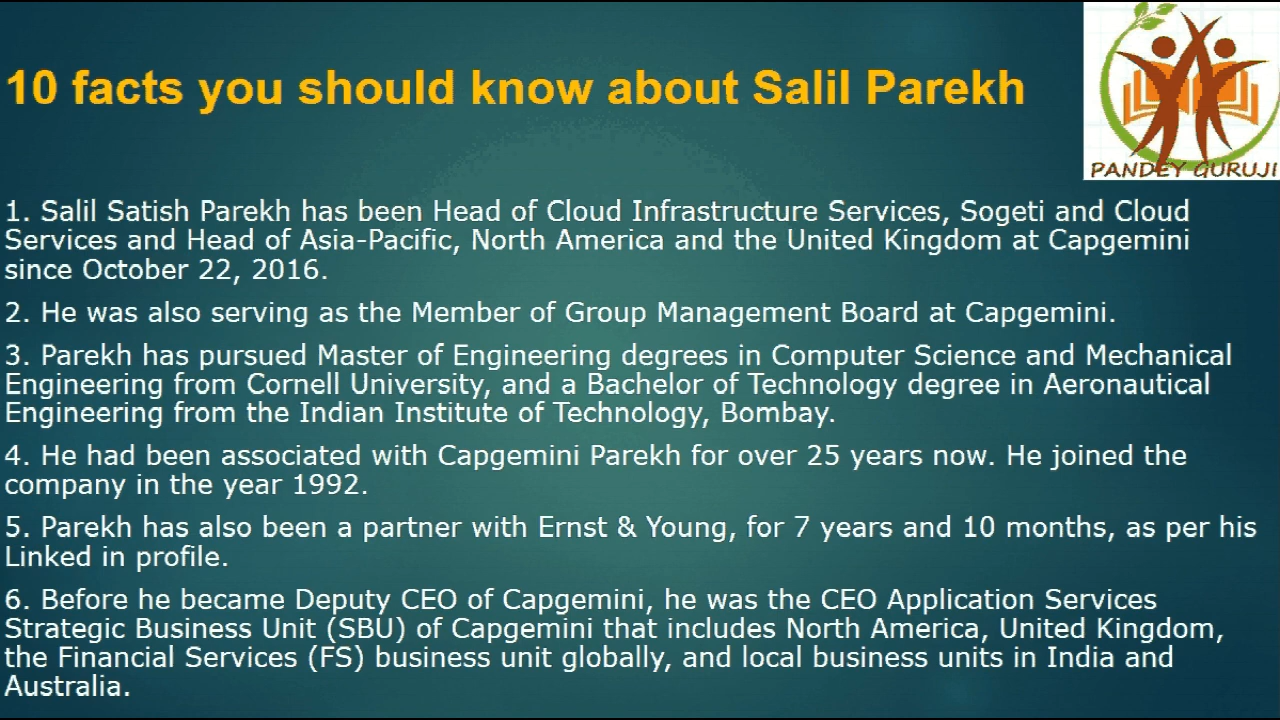 10 facts you should know about Salil Parekh
PANDEY GURUJI
1. Salil Satish Parekh has been Head of Cloud Infrastructure Services, Sogeti and Cloud
Services and Head of Asia-Pacific, North America and the United Kingdom at Capgemini
since October 22, 2016.
2. He was also serving as the Member of Group Management Board at Capgemini.
3. Parekh has pursued Master of Engineering degrees in Computer Science and Mechanical
Engineering from Cornell University, and a Bachelor of Technology degree in Aeronautical
Engineering from the Indian Institute of Technology, Bombay.
4. He had been associated with Capgemini Parekh for over 25 years now. He joined the
company in the year 1992.
5. Parekh has also been a partner with Ernst & Young, for 7 years and 10 months, as per his
Linked in profile.
6. Before he became Deputy CEO of Capgemini, he was the CEO Application Services
Strategic Business Unit (SBU) of Capgemini that includes North America, United Kingdom,
the Financial Services (FS) business unit globally, and local business units in India and
Australia.